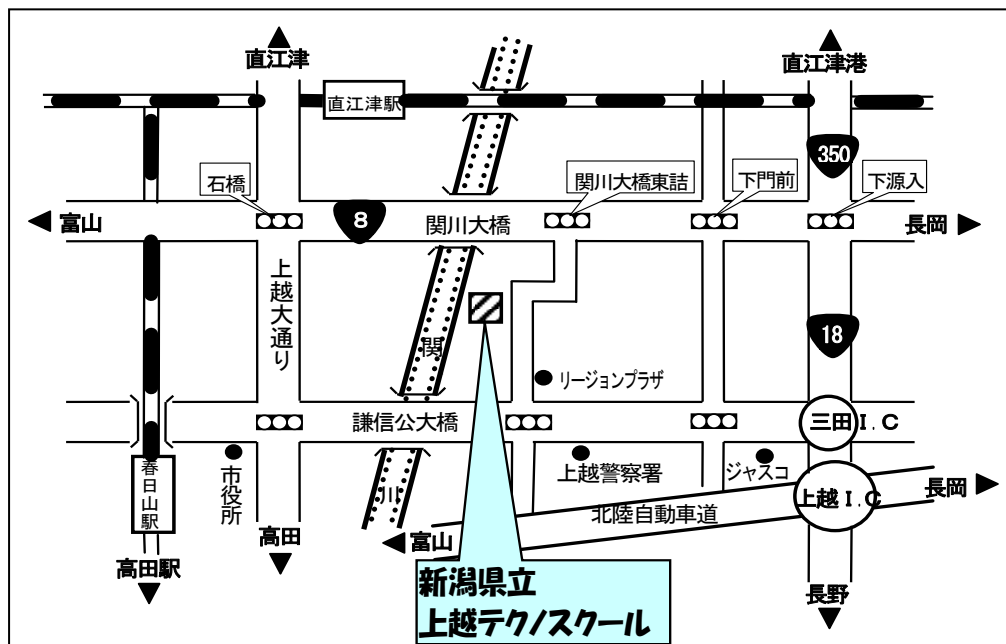 直江津
直江津港
直江津駅
350
石橋
関川大橋東詰
下門前
下源入
富山
8
関川大橋
長岡
上越大通り
18
関
リージョンプラザ
謙信公大橋
三田I.C
春日山駅
市役所
川
上越警察署
ジャスコ
上越I.C
長岡
北陸自動車道
富山
高田
高田駅
新潟県立
上越テクノスクール
長野